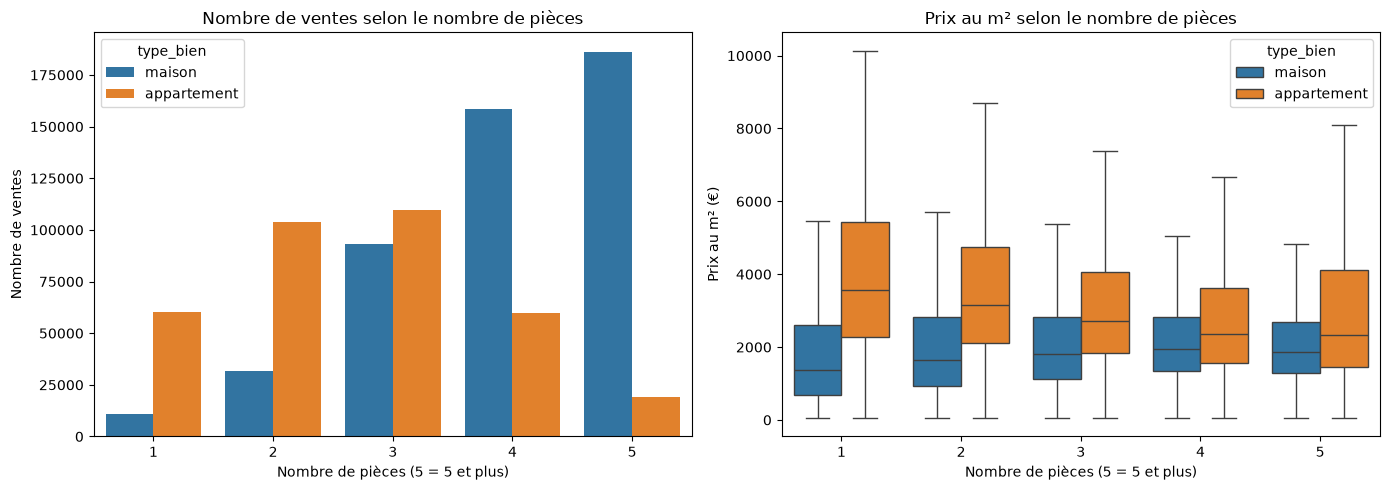 Nombre de ventes selon le nombre de pièces
type_bien
maison
appartement
Nombre de ventes
175000
150000
125000
100000
75000
50000
25000
0
1 2 3 4 5
Nombre de pièces (5 = 5 et plus)
Prix au m² selon le nombre de pièces
type_bien
maison
appartement
Prix au m² (€)
10000
8000
6000
4000
2000
0
1 2 3 4 5
Nombre de pièces (5 = 5 et plus)